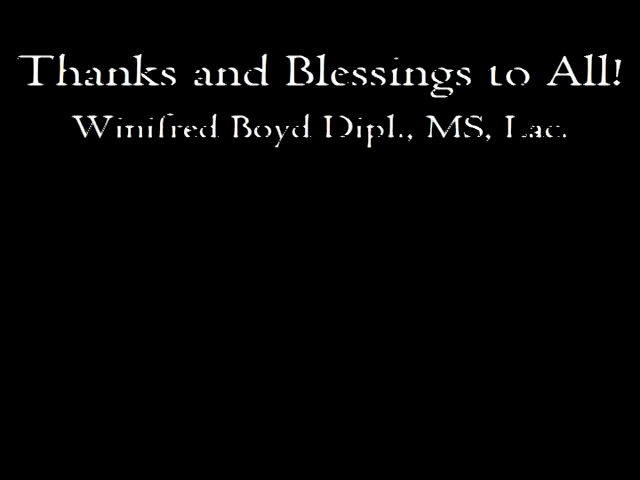 Thanks and Blessings to All!
Winifred Boyd Dipl., MS, Lac.